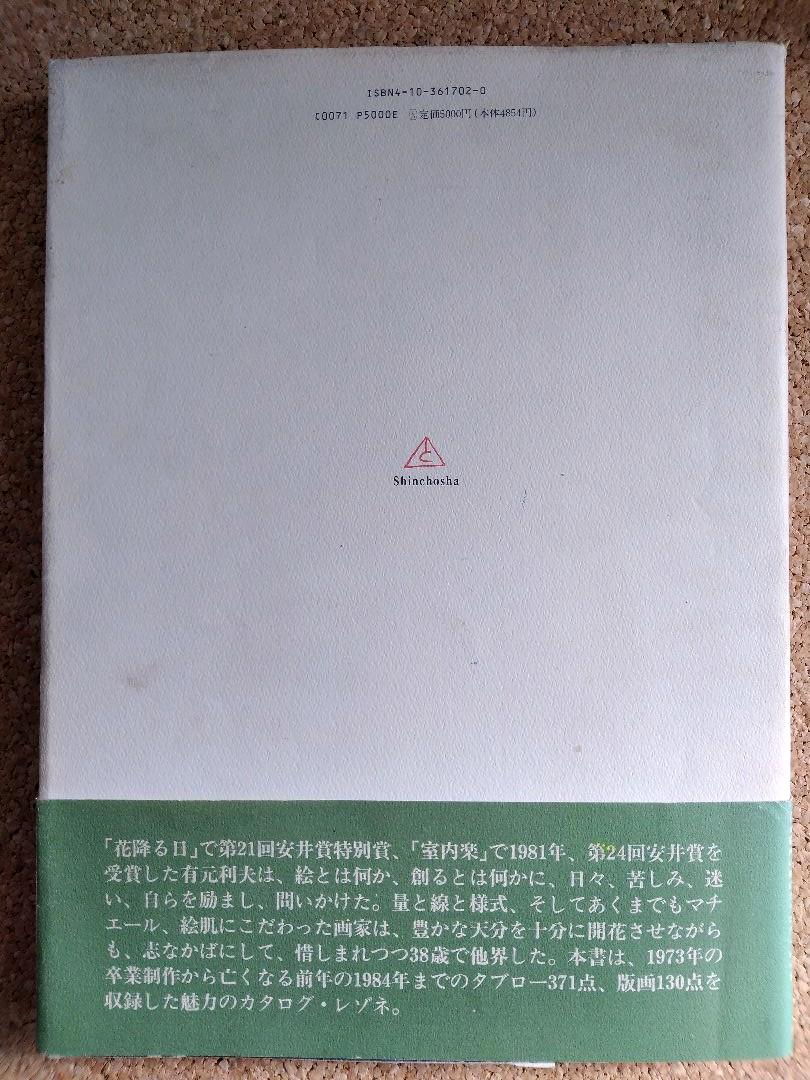 ISBN4-10-361702-0
C0071 P5000E 定価5000円(本体4854円)
と
Shinchosha
「花降る日」で第21回安井賞特別賞、「室内楽」で1981年、第24回安井賞を
受賞した有元利夫は、絵とは何か、創るとは何かに、日々、苦しみ、迷
い、自らを励まし、問いかけた。量と線と様式、そしてあくまでもマチ
エール、絵肌にこだわった画家は、豊かな天分を十分に開花させながら
も、志なかばにして、惜しまれつつ38歳で他界した。本書は、1973年の
卒業制作から亡くなる前年の1984年までのタブロー371点、版画130点を
収録した魅力のカタログ・レゾネ。